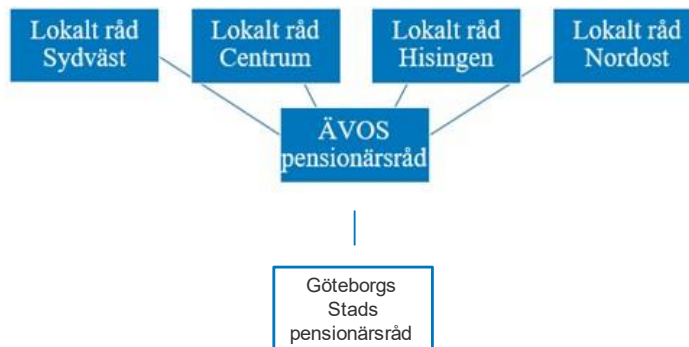 Lokalt råd
Sydväst
Lokalt råd
Centrum
Lokalt råd
Hisingen
Lokalt råd
Nordost
ÄVOS
pensionärsråd
Göteborgs
Stads
pensionärsråd